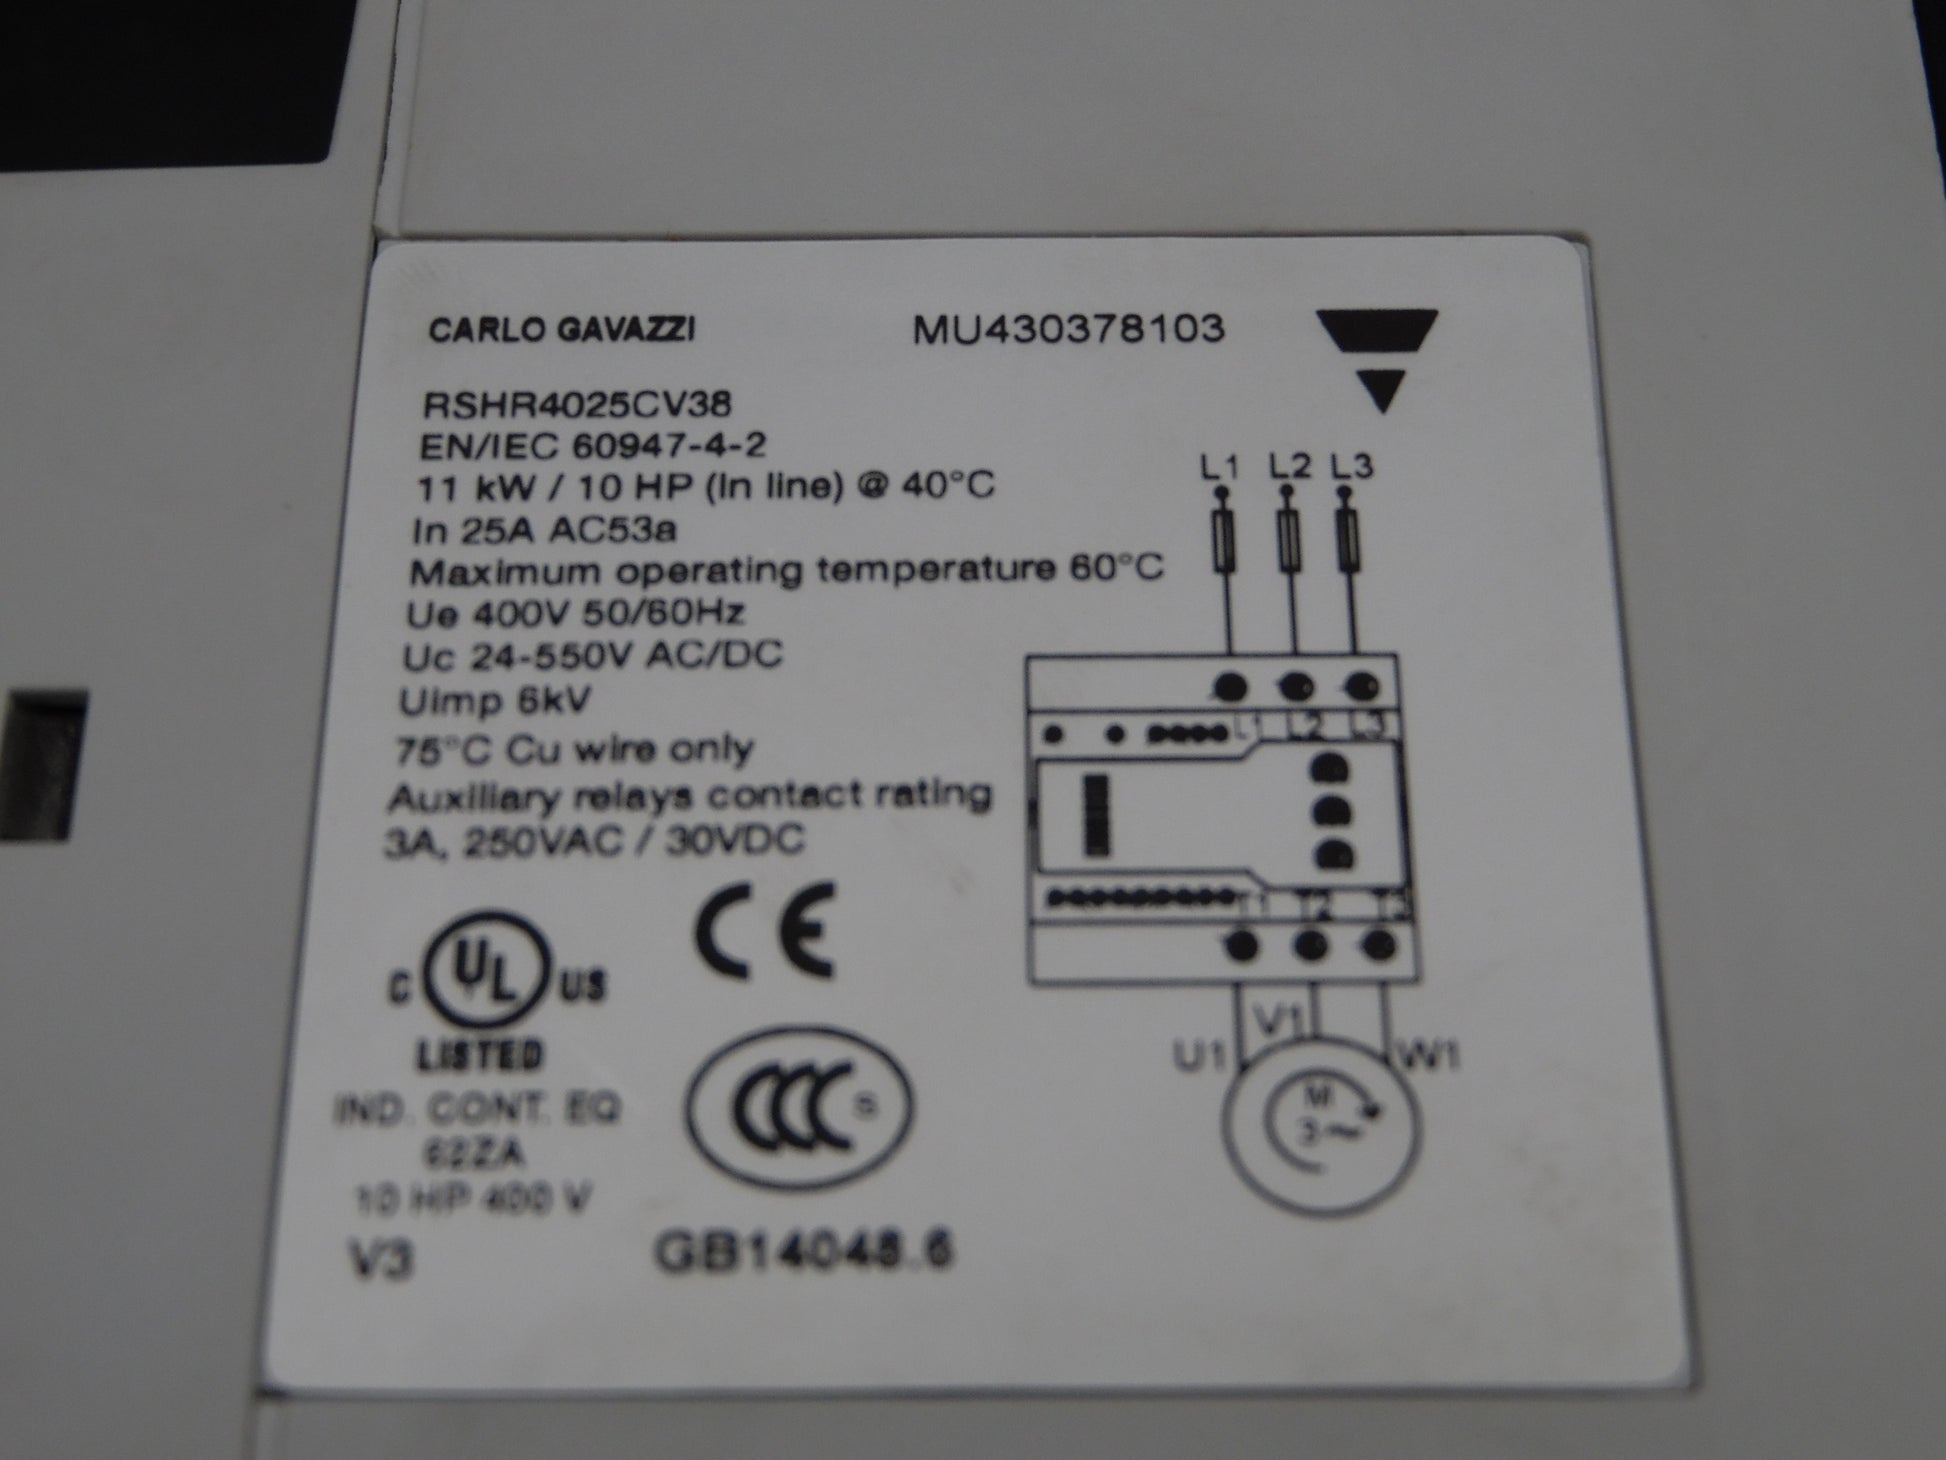 CARLO GAVAZZI MU430378103
RSHR4025CV38
EN/IEC 60947-4-2
11 kW / 10 HP (In line) @ 40°C
In 25A AC53a
Maximum operating temperature 60°C
Ue 400V 50/60Hz
Uc 24-550V AC/DC
Uimp 6kV
75°C Cu wire only
Auxiliary relays contact rating
3A, 250VAC / 30VDC
C UL US
LISTED
IND. CONT. EQ
62ZA
10 HP 400 V
V3
CE
CCC S
GB14048.6
L1 L2 L3
L1 L2 L3
T1 T2 T3
U1 V1 W1
M
3~